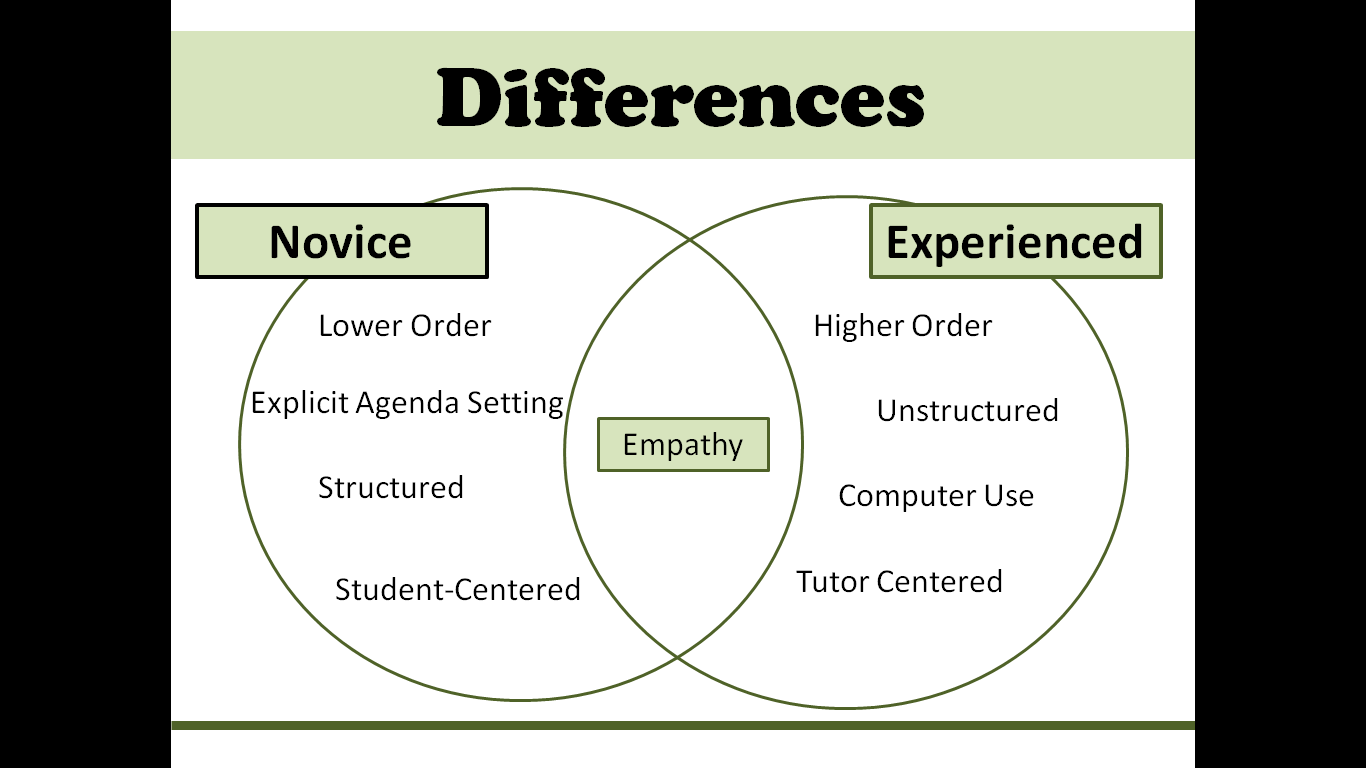 Differences
Novice
Experienced
Lower Order
Higher Order
Explicit Agenda Setting
Unstructured
Empathy
Structured
Computer Use
Student-Centered
Tutor Centered